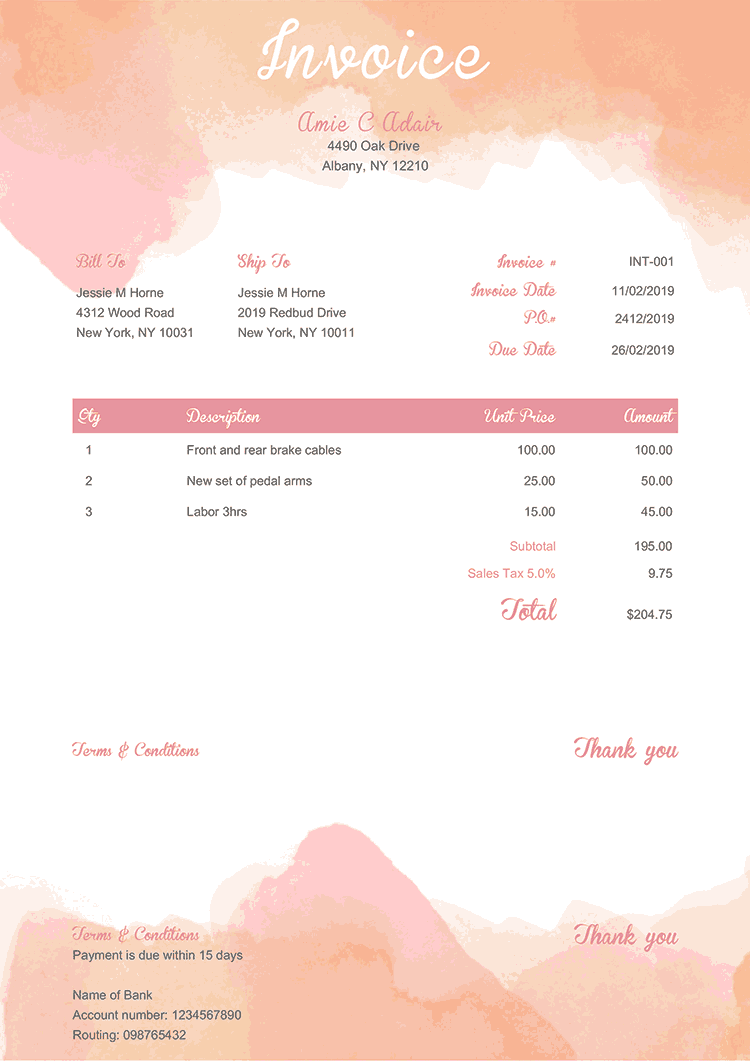 Invoice
Amie C Adair
4490 Oak Drive
Albany, NY 12210
Bill To
Jessie M Horne
4312 Wood Road
New York, NY 10031
Ship To
Jessie M Horne
2019 Redbud Drive
New York, NY 10011
Invoice # INT-001
Invoice Date 11/02/2019
P.O.# 2412/2019
Due Date 26/02/2019
Qty Description Unit Price Amount
1 Front and rear brake cables 100.00 100.00
2 New set of pedal arms 25.00 50.00
3 Labor 3hrs 15.00 45.00
Subtotal 195.00
Sales Tax 5.0% 9.75
Total $204.75
Terms & Conditions Thank you
Terms & Conditions Thank you
Payment is due within 15 days
Name of Bank
Account number: 1234567890
Routing: 098765432